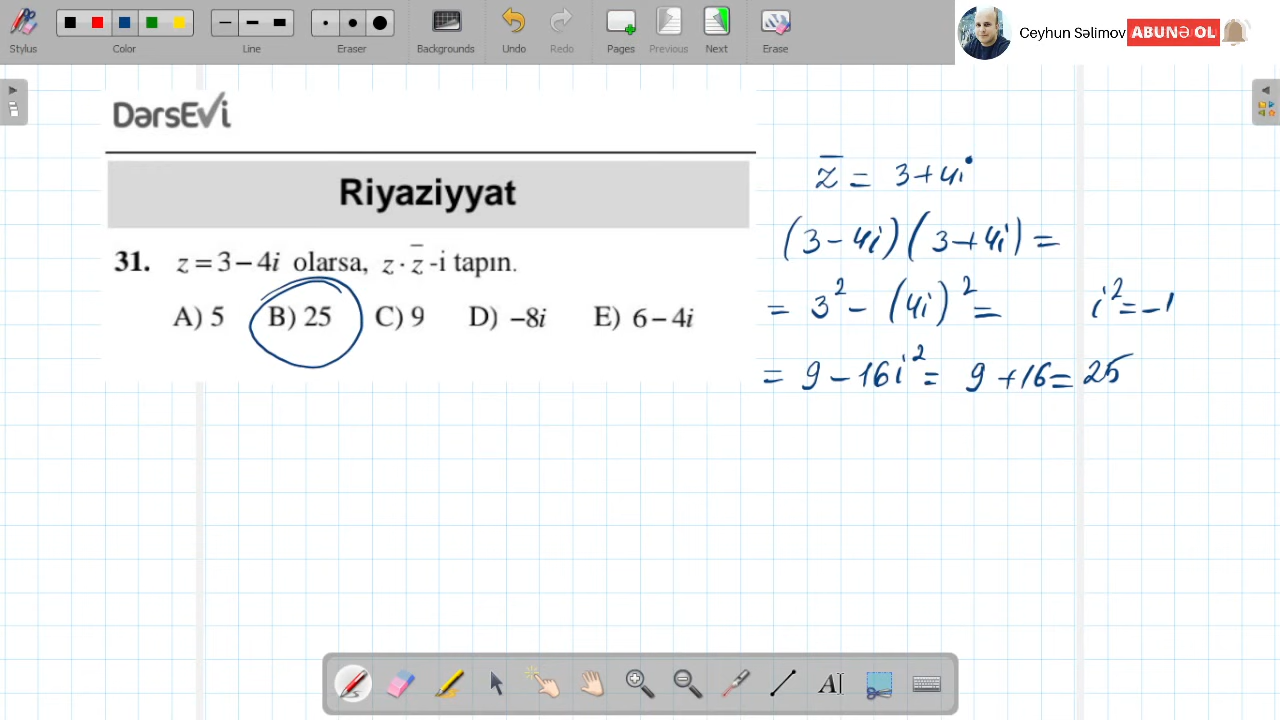 Stylus Color Line Eraser Backgrounds Undo Redo Pages Previous Next Erase
Ceyhun Səlimov ABUNƏ OL
DərsEvi
Riyaziyyat
31. z = 3 – 4i olarsa, z · z̅ -i tapın.
A) 5 B) 25 C) 9 D) –8i E) 6 – 4i
z̅ = 3 + 4i
(3 - 4i)(3 + 4i) =
= 3² - (4i)² = i² = -1
= 9 - 16i² = 9 + 16 = 25